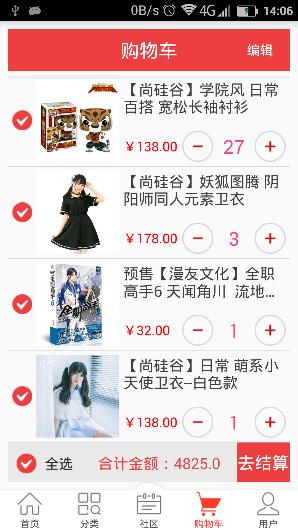 0B/s 4G 14:06
购物车 编辑
【尚硅谷】学院风 日常
百搭 宽松长袖衬衫
￥138.00 － 27 ＋
【尚硅谷】妖狐图腾 阴
阳师同人元素卫衣
￥178.00 － 3 ＋
预售【漫友文化】全职
高手6 天闻角川 流地...
￥32.00 － 1 ＋
【尚硅谷】日常 萌系小
天使卫衣--白色款
￥138.00 － 1 ＋
全选 合计金额：4825.0 去结算
首页 分类 社区 购物车 用户